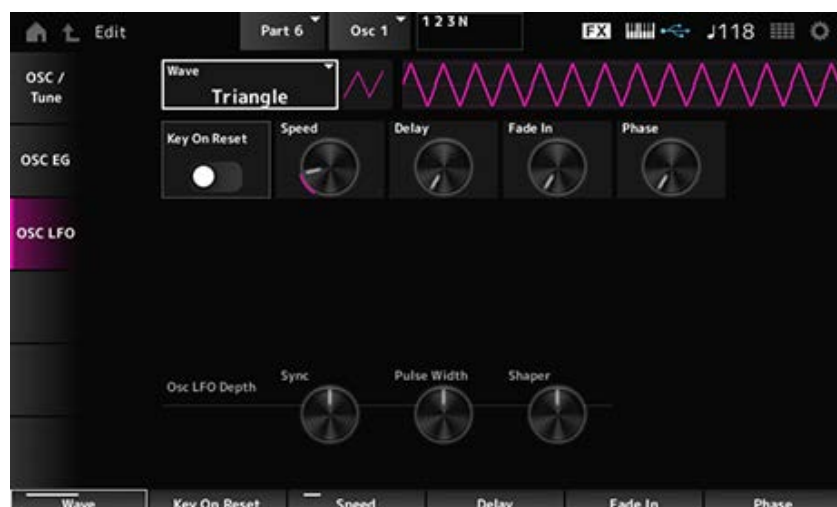 Edit Part 6 Osc 1 1 2 3 N FX ♩118
OSC /
Tune
Wave
Triangle
Key On Reset Speed Delay Fade In Phase
OSC EG
OSC LFO
Osc LFO Depth Sync Pulse Width Shaper
Wave Key On Reset Speed Delay Fade In Phase